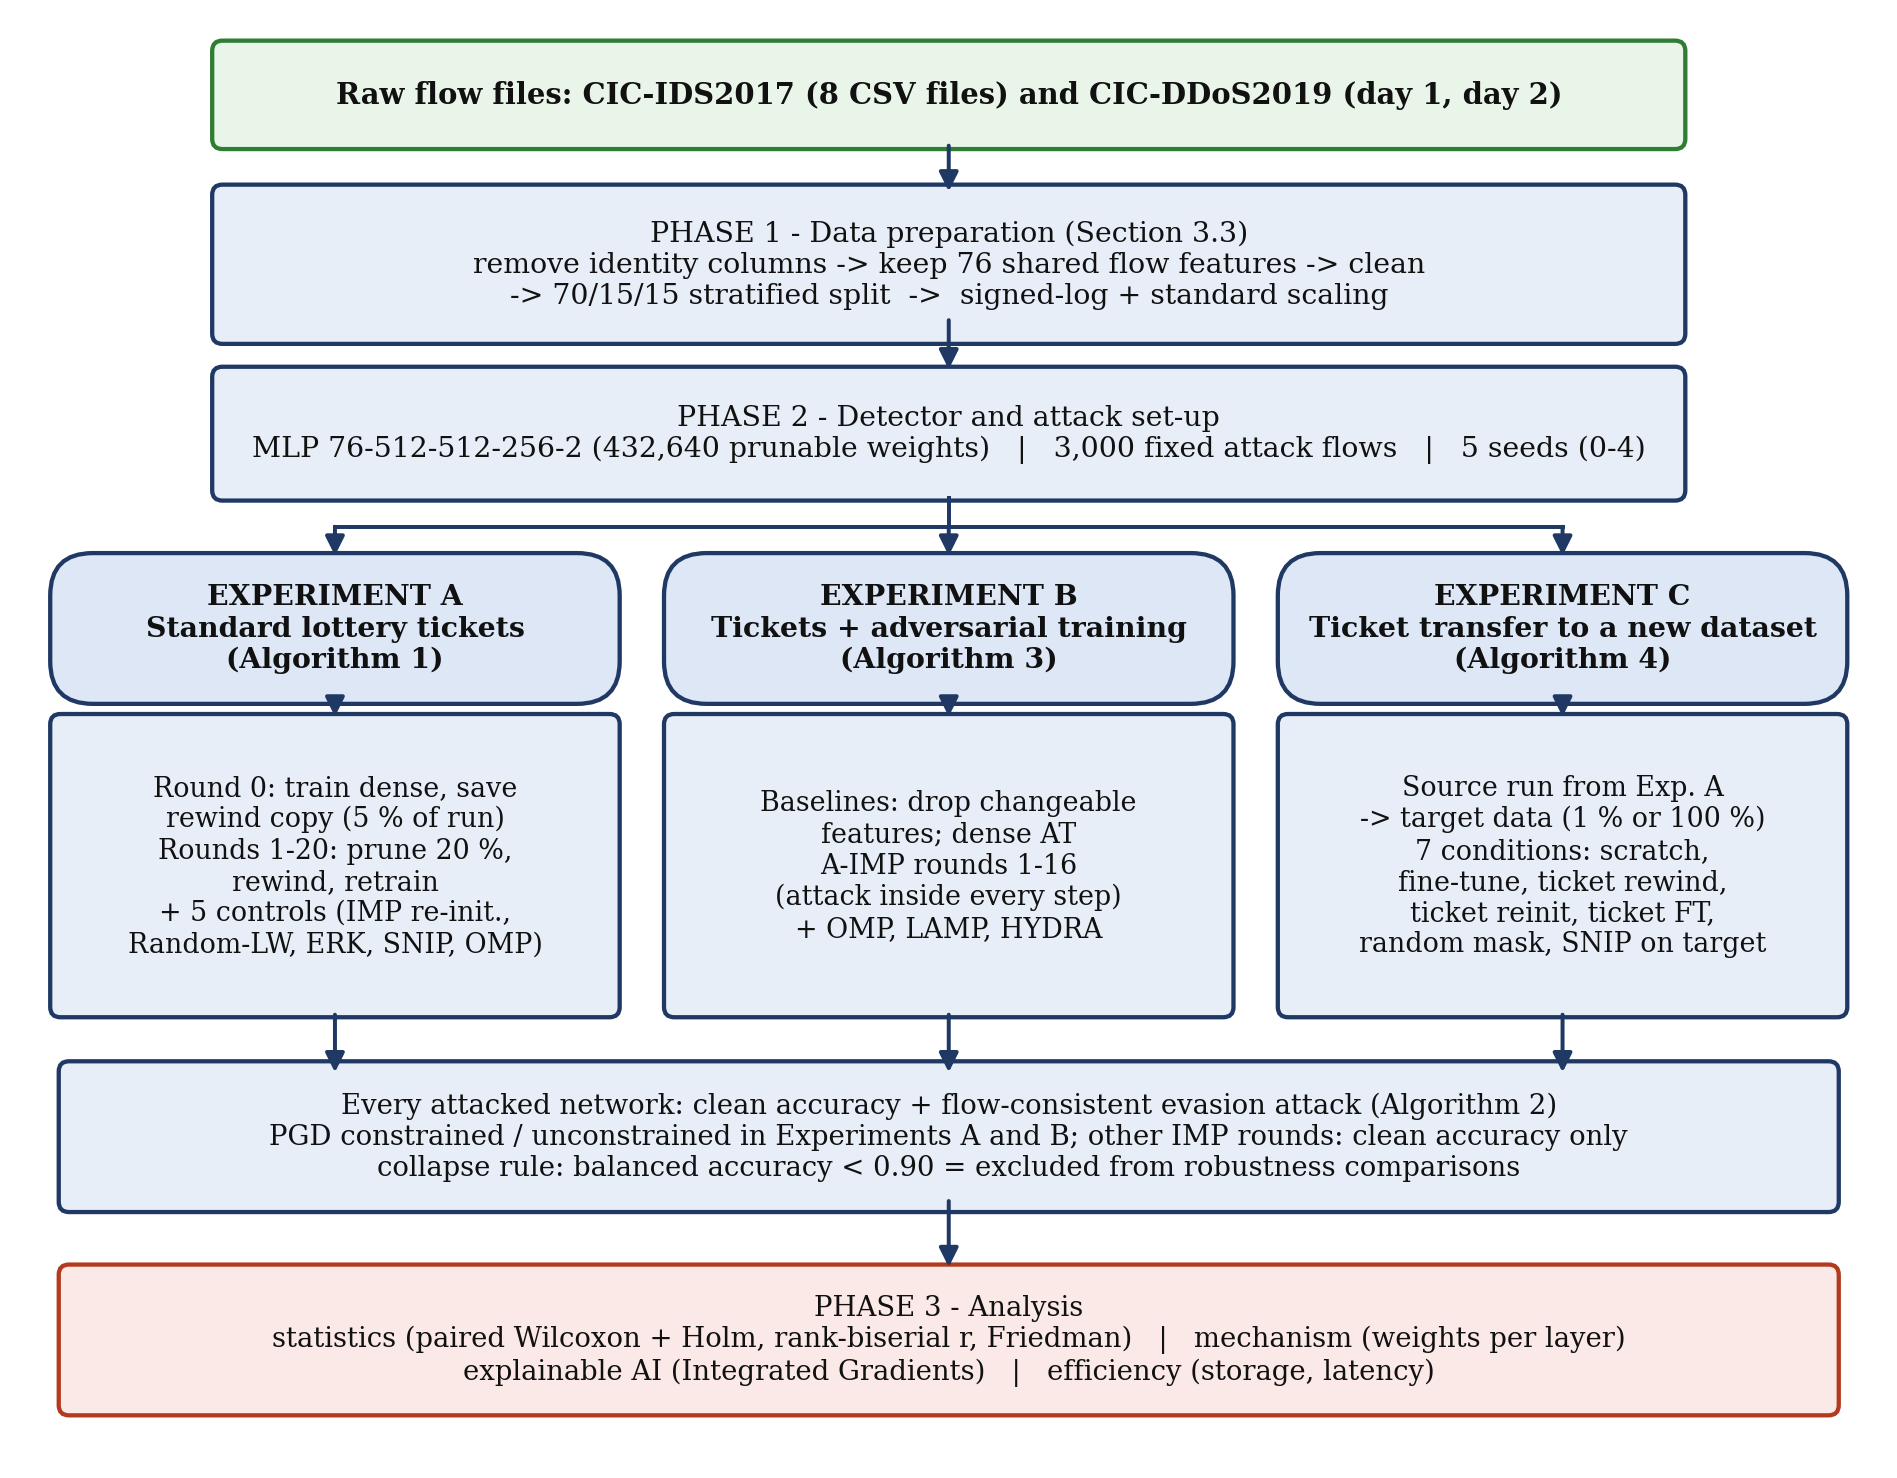 Raw flow files: CIC-IDS2017 (8 CSV files) and CIC-DDoS2019 (day 1, day 2)
PHASE 1 - Data preparation (Section 3.3)
remove identity columns -> keep 76 shared flow features -> clean
-> 70/15/15 stratified split  ->  signed-log + standard scaling
PHASE 2 - Detector and attack set-up
MLP 76-512-512-256-2 (432,640 prunable weights)   |   3,000 fixed attack flows   |   5 seeds (0-4)
EXPERIMENT A
Standard lottery tickets
(Algorithm 1)
EXPERIMENT B
Tickets + adversarial training
(Algorithm 3)
EXPERIMENT C
Ticket transfer to a new dataset
(Algorithm 4)
Round 0: train dense, save
rewind copy (5 % of run)
Rounds 1-20: prune 20 %,
rewind, retrain
+ 5 controls (IMP re-init.,
Random-LW, ERK, SNIP, OMP)
Baselines: drop changeable
features; dense AT
A-IMP rounds 1-16
(attack inside every step)
+ OMP, LAMP, HYDRA
Source run from Exp. A
-> target data (1 % or 100 %)
7 conditions: scratch,
fine-tune, ticket rewind,
ticket reinit, ticket FT,
random mask, SNIP on target
Every attacked network: clean accuracy + flow-consistent evasion attack (Algorithm 2)
PGD constrained / unconstrained in Experiments A and B; other IMP rounds: clean accuracy only
collapse rule: balanced accuracy < 0.90 = excluded from robustness comparisons
PHASE 3 - Analysis
statistics (paired Wilcoxon + Holm, rank-biserial r, Friedman)   |   mechanism (weights per layer)
explainable AI (Integrated Gradients)   |   efficiency (storage, latency)